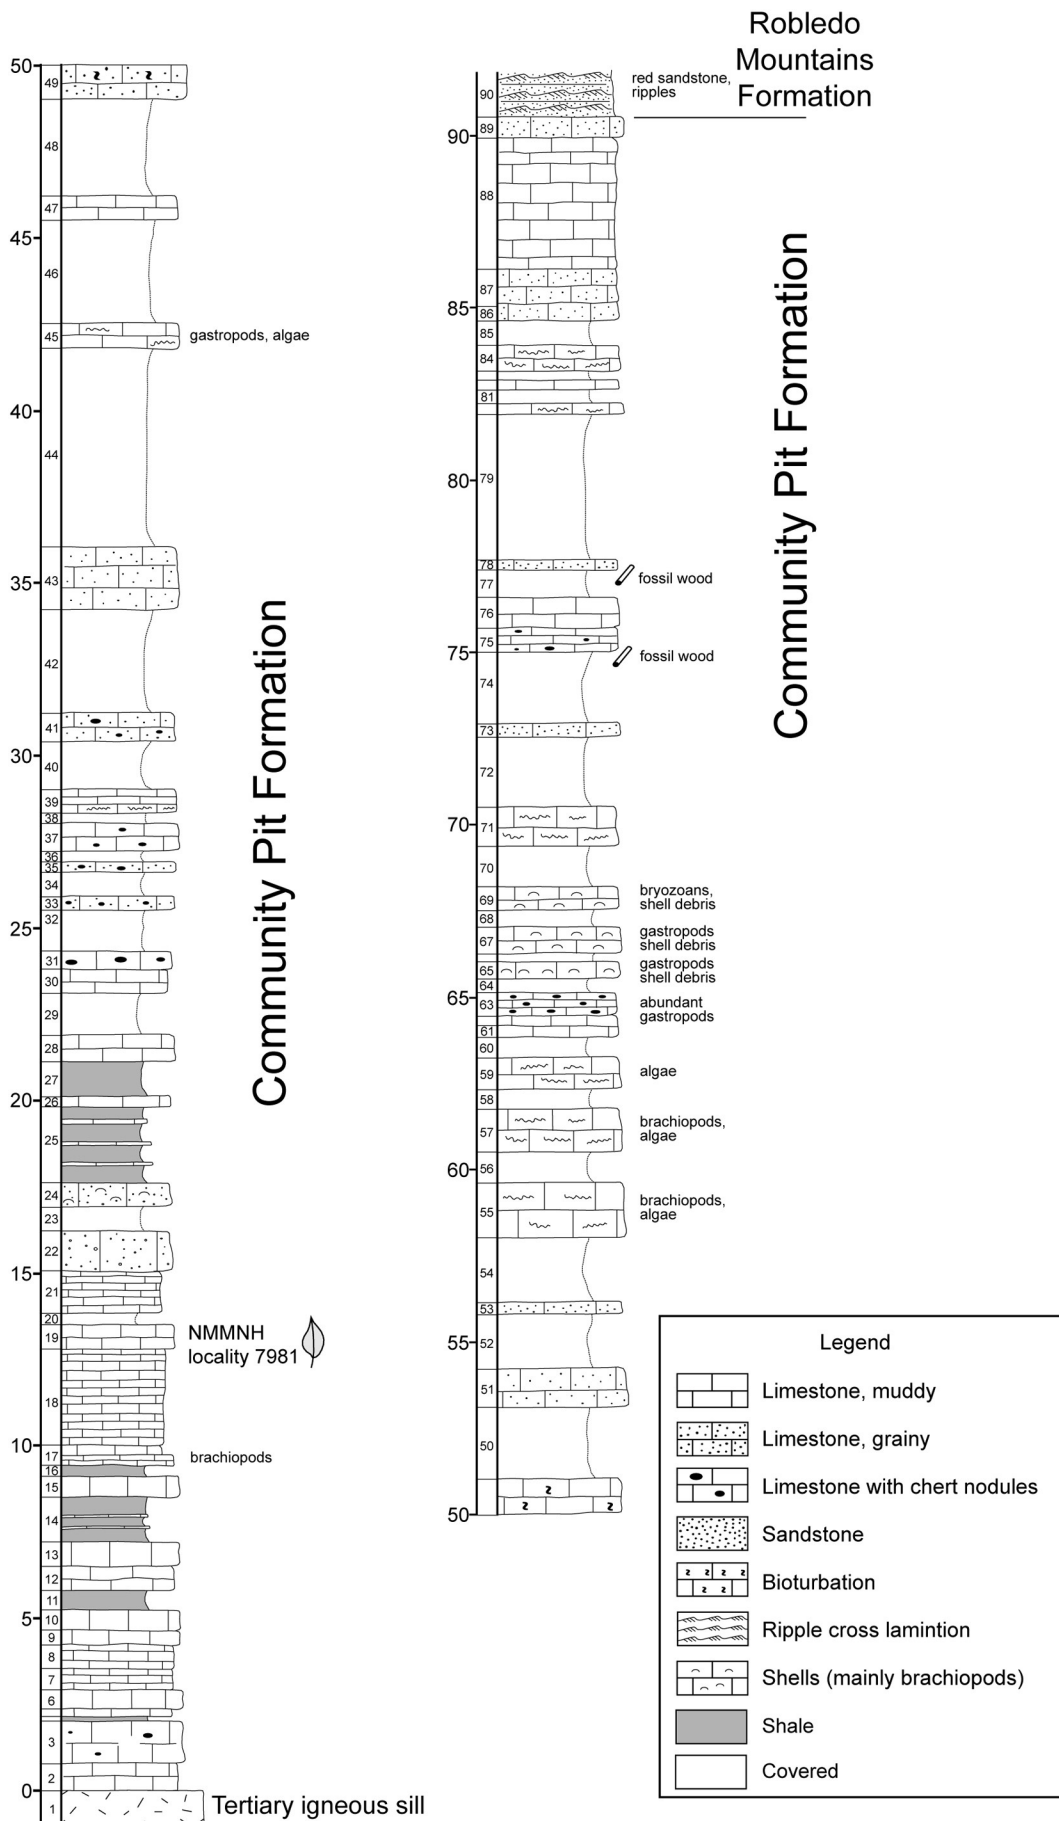 50
49
48
47
45
46
45
gastropods, algae
40
44
35
43
42
41
30
40
39
38
37
36
35
34
33
32
25
31
30
29
28
27
20
26
25
24
23
22
15
21
20
19
NMMNH
locality 7981
18
10
17
brachiopods
16
15
14
13
12
11
5
10
9
8
7
6
3
2
0
1
Tertiary igneous sill
Community Pit Formation
Robledo
Mountains
Formation
90
red sandstone,
ripples
89
90
88
87
86
85
85
84
81
80
79
78
77
fossil wood
76
75
75
fossil wood
74
73
72
70
71
70
69
bryozoans,
shell debris
68
67
gastropods
shell debris
65
gastropods
shell debris
64
65
63
abundant
gastropods
61
60
59
algae
58
57
brachiopods,
algae
60
56
55
brachiopods,
algae
54
53
55
52
51
50
50
Community Pit Formation
Legend
Limestone, muddy
Limestone, grainy
Limestone with chert nodules
Sandstone
Bioturbation
Ripple cross lamintion
Shells (mainly brachiopods)
Shale
Covered